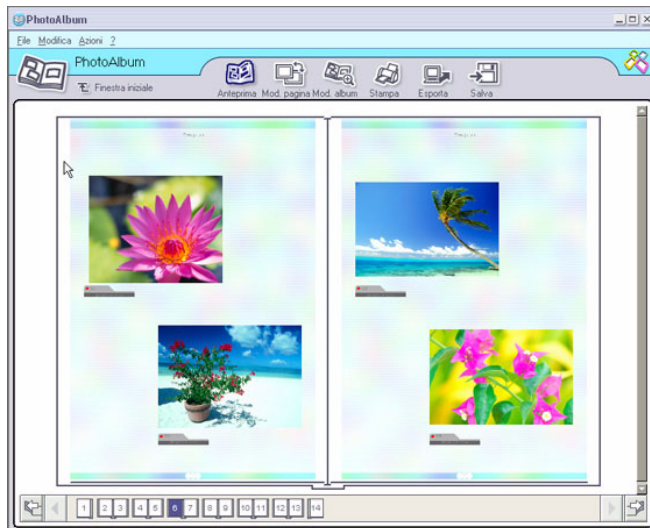 PhotoAlbum
File Modifica Azioni ?
PhotoAlbum
Finestra iniziale
Anteprima Mod. pagina Mod. album Stampa Esporta Salva
1 2 3 4 5 6 7 8 9 10 11 12 13 14